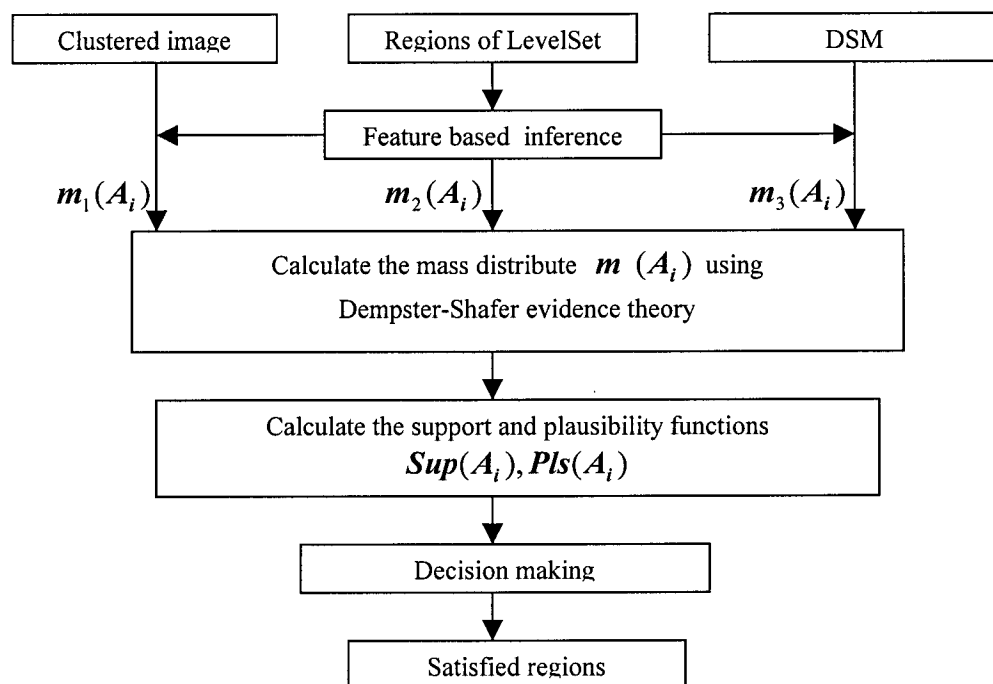 Clustered image
Regions of LevelSet
DSM
Feature based inference
m₁(Aᵢ)
m₂(Aᵢ)
m₃(Aᵢ)
Calculate the mass distribute m (Aᵢ) using
Dempster-Shafer evidence theory
Calculate the support and plausibility functions
Sup(Aᵢ), Pls(Aᵢ)
Decision making
Satisfied regions